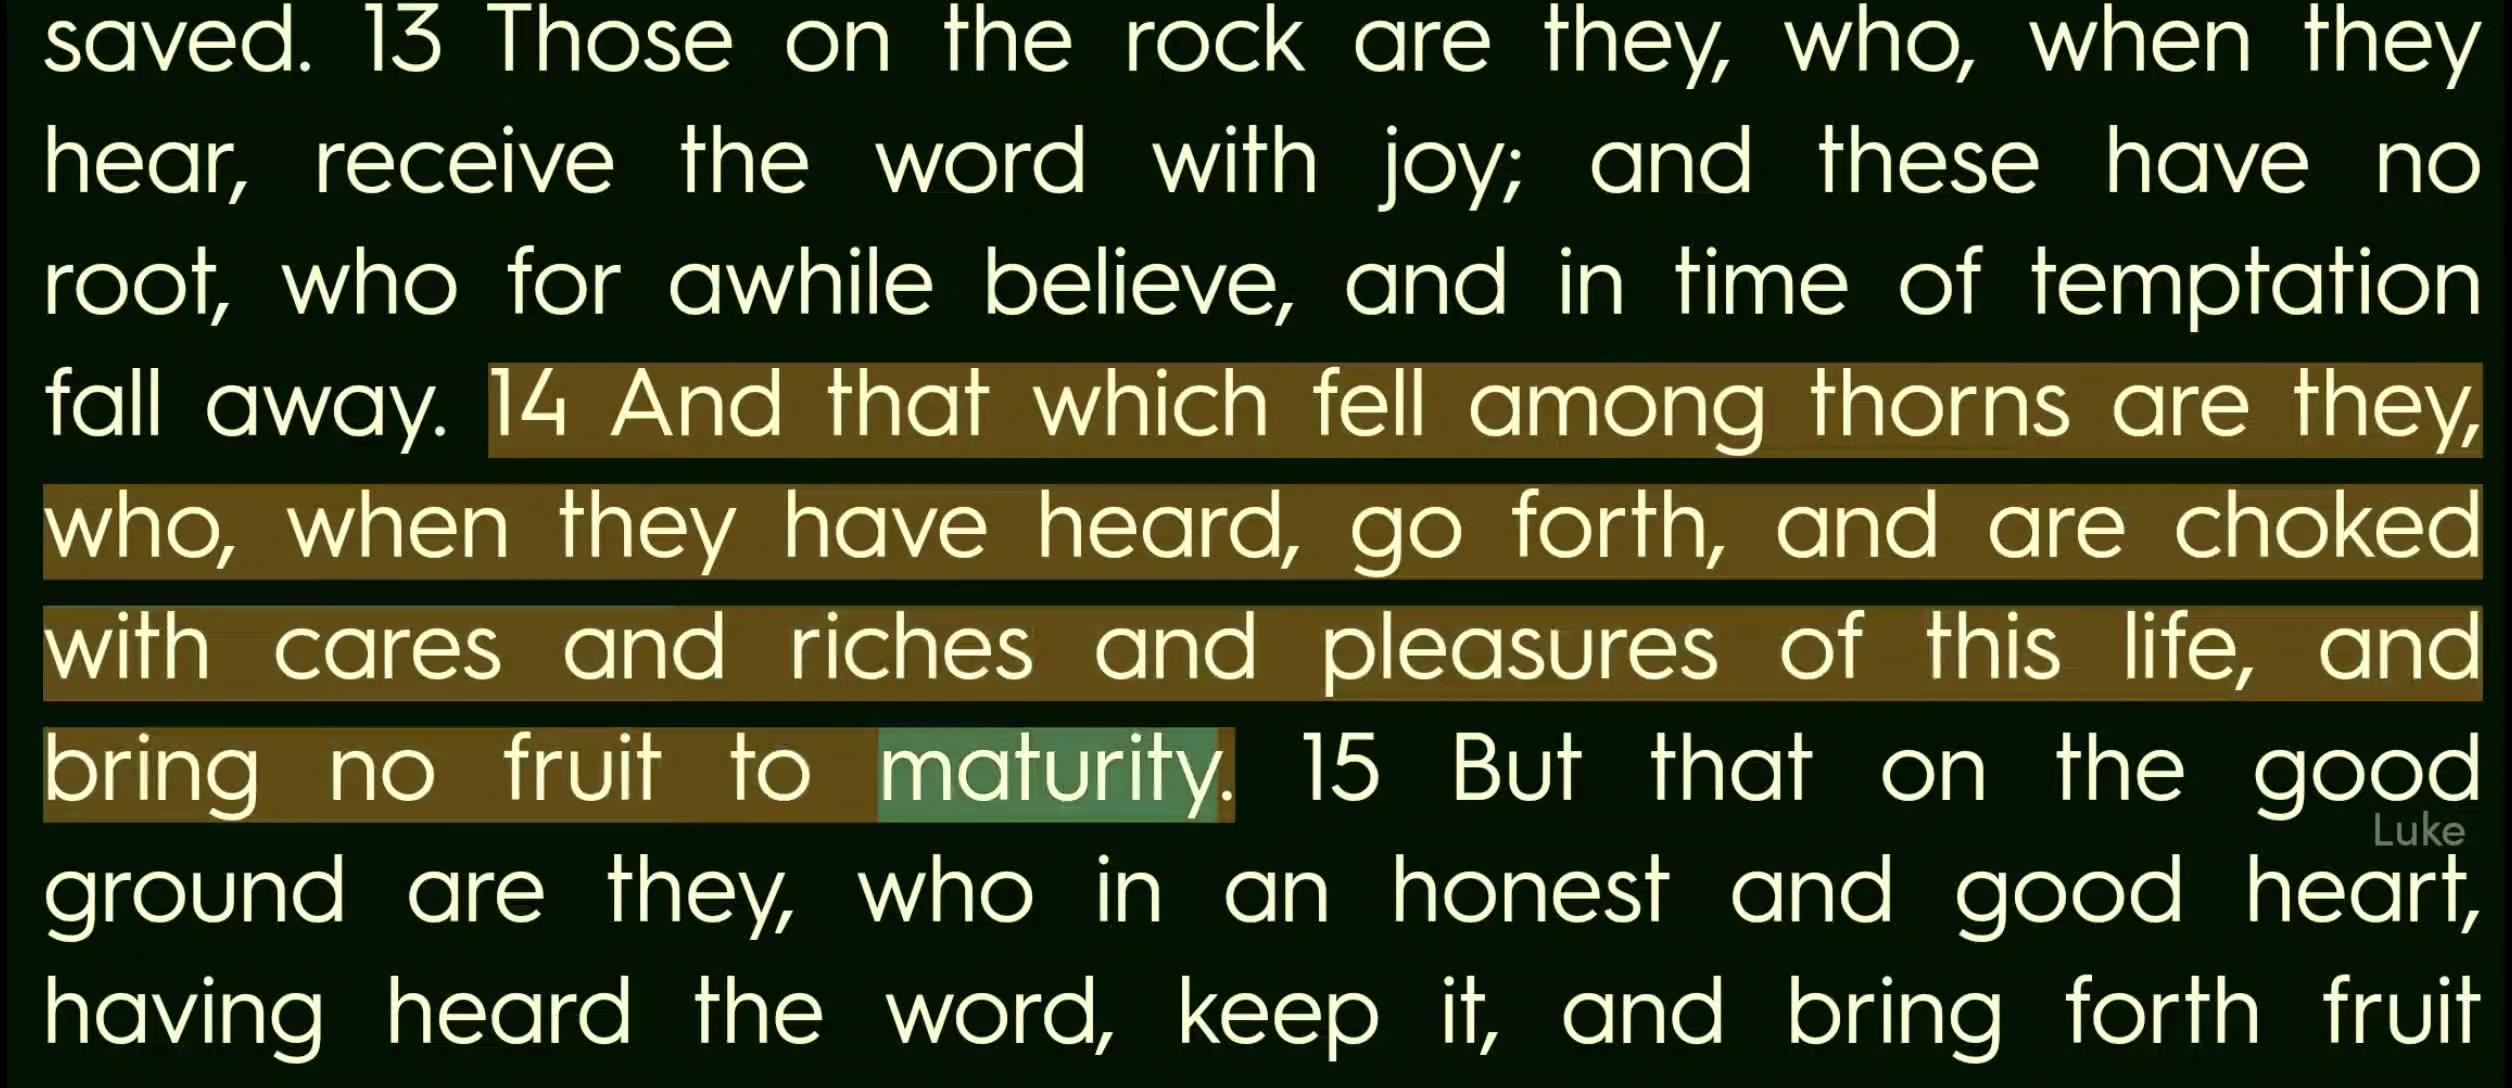 saved. 13 Those on the rock are they, who, when they
hear, receive the word with joy; and these have no
root, who for awhile believe, and in time of temptation
fall away. 14 And that which fell among thorns are they,
who, when they have heard, go forth, and are choked
with cares and riches and pleasures of this life, and
bring no fruit to maturity. 15 But that on the good
Luke
ground are they, who in an honest and good heart,
having heard the word, keep it, and bring forth fruit